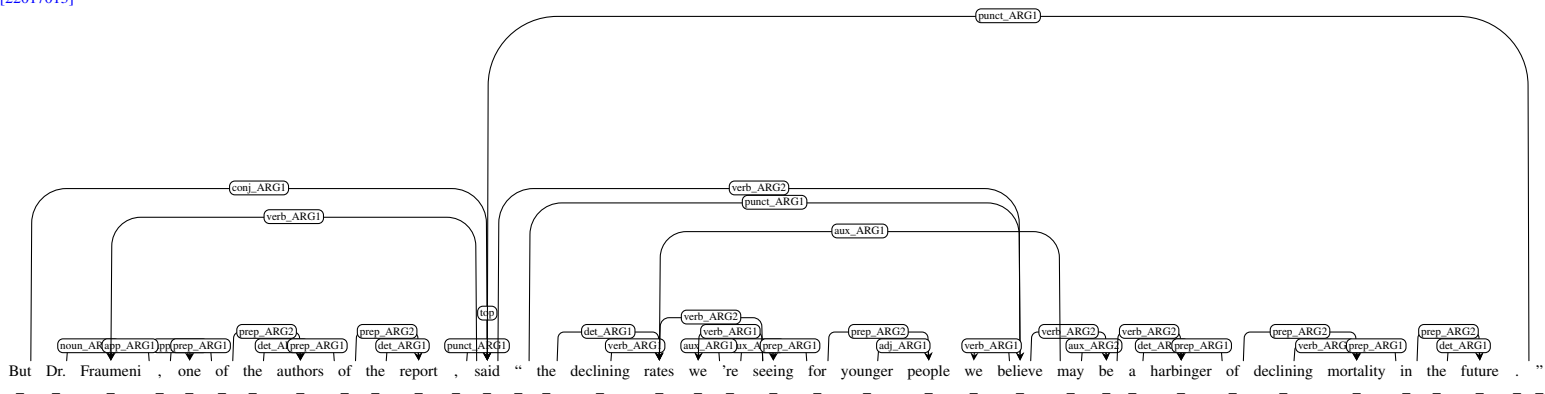 [22017013]
punct_ARG1
conj_ARG1 verb_ARG2
punct_ARG1
verb_ARG1
aux_ARG1
top
verb_ARG2
prep_ARG2 prep_ARG2 det_ARG1 verb_ARG1 prep_ARG2 verb_ARG2 verb_ARG2 prep_ARG2 prep_ARG2
app_ARG1 prep_ARG1 prep_ARG1 det_ARG1 punct_ARG1 verb_ARG1 aux_ARG1 prep_ARG1 adj_ARG1 verb_ARG1 aux_ARG2 prep_ARG1 prep_ARG1 det_ARG1
But Dr. Fraumeni , one of the authors of the report , said “ the declining rates we ’re seeing for younger people we believe may be a harbinger of declining mortality in the future . ”
_ _ _ _ _ _ _ _ _ _ _ _ _ _ _ _ _ _ _ _ _ _ _ _ _ _ _ _ _ _ _ _ _ _ _ _ _ _